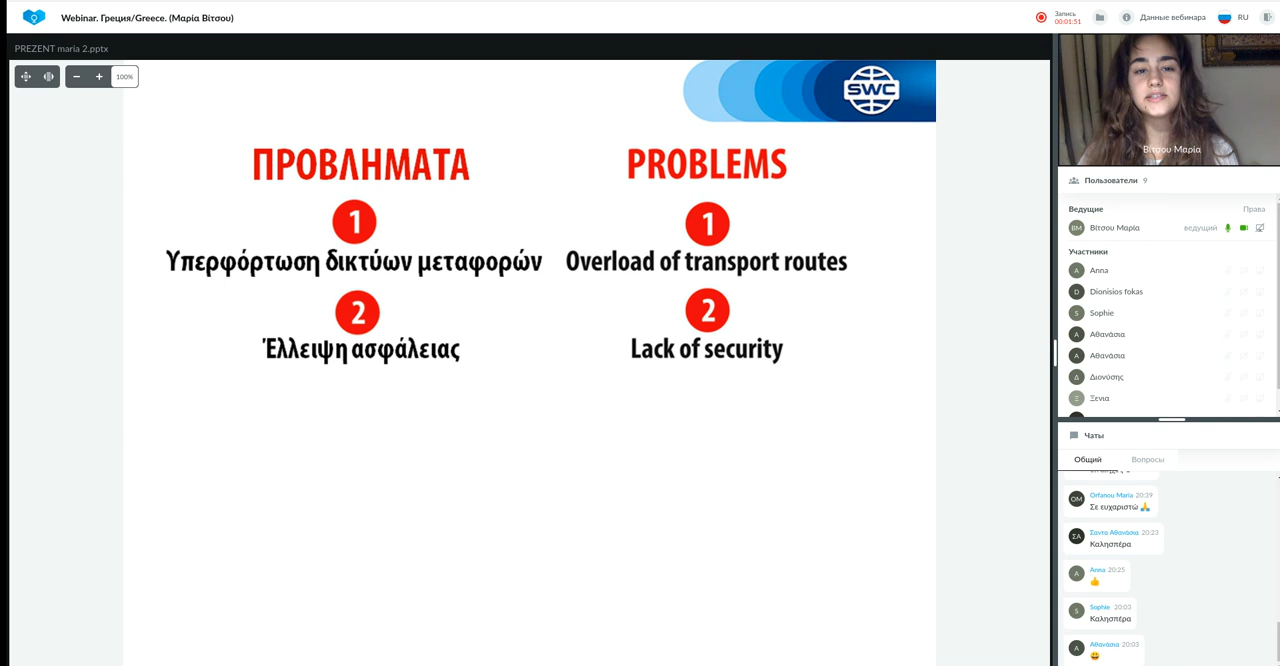 Webinar. Греция/Greece. (Μαρία Βίτσου)
Запись
00:01:51
Данные вебинара
RU
PREZENT maria 2.pptx
100%
SWC
ΠΡΟΒΛΗΜΑΤΑ
1
Υπερφόρτωση δικτύων μεταφορών
2
Έλλειψη ασφάλειας
PROBLEMS
1
Overload of transport routes
2
Lack of security
Βίτσου Μαρία
Пользователи 9
Ведущие Права
ΒΜ Βίτσου Μαρία ведущий
Участники
A Anna
D Dionisios fokas
S Sophie
Α Αθανάσια
Α Αθανάσια
Δ Διονύσης
Ξ Ξενια
Чаты
Общий Вопросы
OM Orfanou Maria 20:39
Σε ευχαριστώ 🙏
ΣΑ Σαντα Αθανάσια 20:23
Καλησπέρα
A Anna 20:25
👍
S Sophie 20:03
Καλησπέρα
Α Αθανάσια 20:03
😃